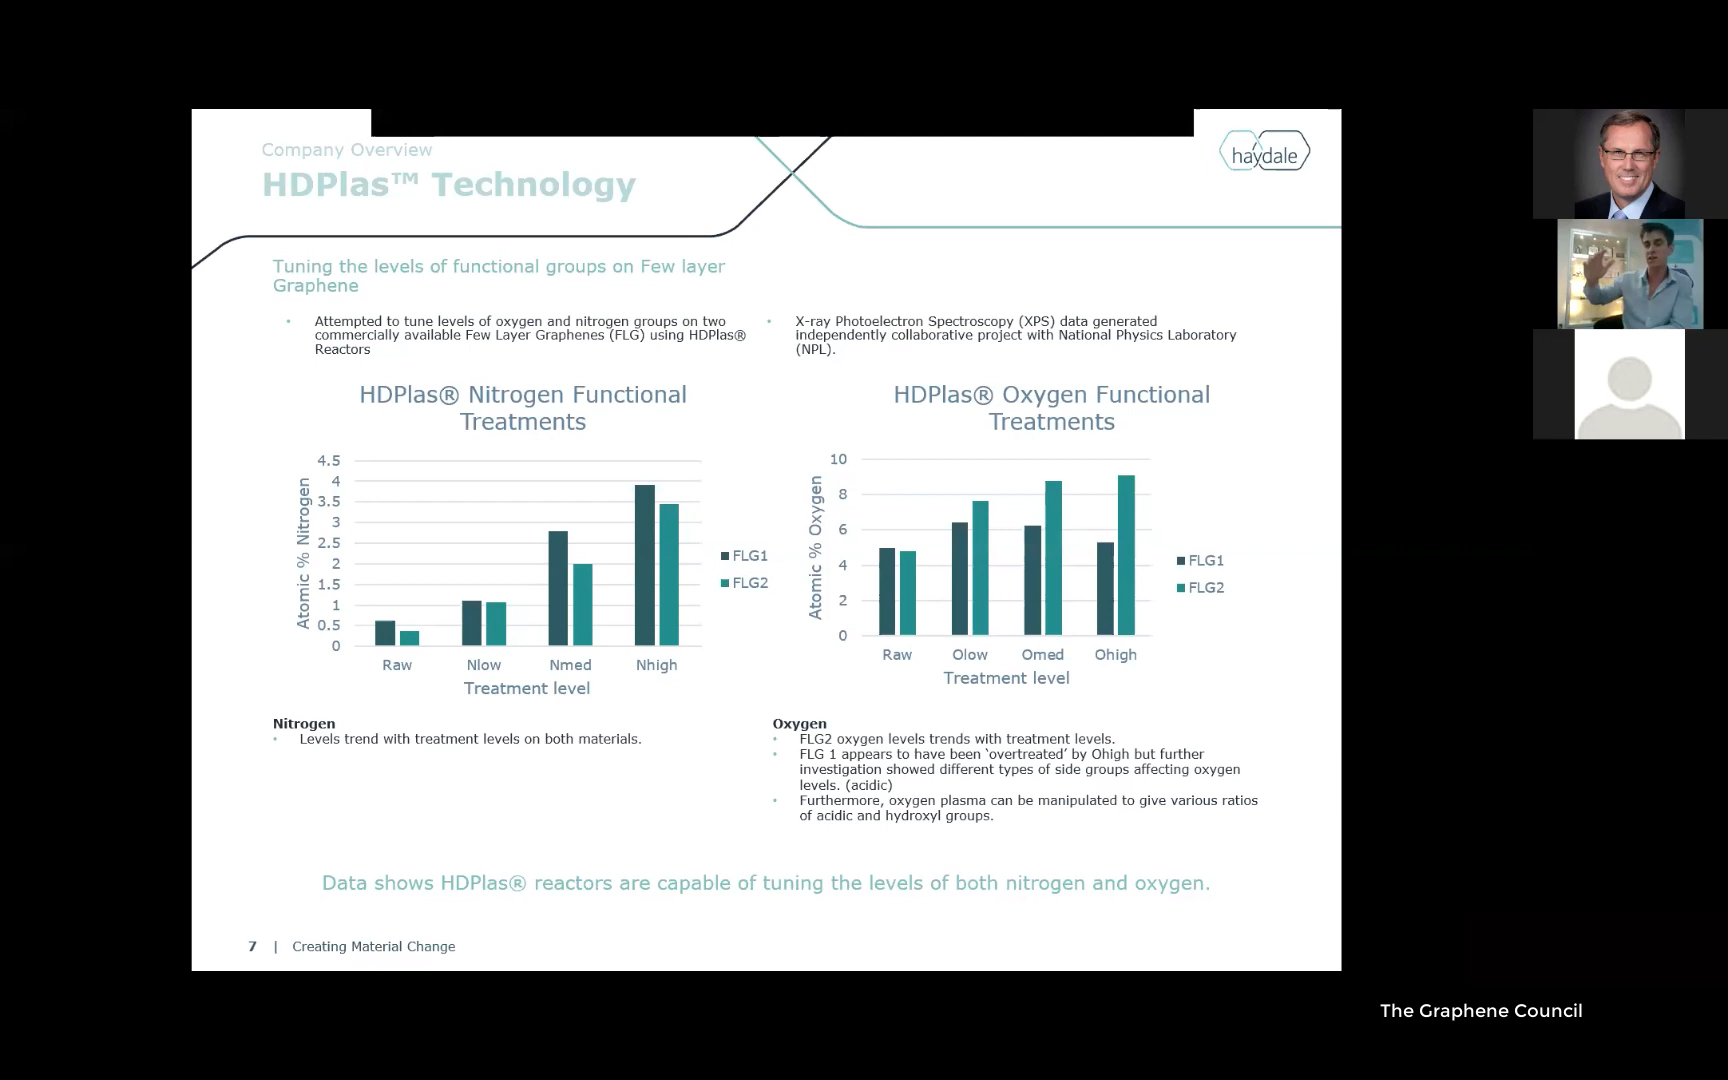 Company Overview
HDPlas™ Technology
haydale
Tuning the levels of functional groups on Few layer
Graphene
• Attempted to tune levels of oxygen and nitrogen groups on two
commercially available Few Layer Graphenes (FLG) using HDPlas®
Reactors
• X-ray Photoelectron Spectroscopy (XPS) data generated
independently collaborative project with National Physics Laboratory
(NPL).
HDPlas® Nitrogen Functional
Treatments
Atomic % Nitrogen
4.5
4
3.5
3
2.5
2
1.5
1
0.5
0
Raw Nlow Nmed Nhigh
Treatment level
FLG1
FLG2
HDPlas® Oxygen Functional
Treatments
Atomic % Oxygen
10
8
6
4
2
0
Raw Olow Omed Ohigh
Treatment level
FLG1
FLG2
Nitrogen
• Levels trend with treatment levels on both materials.
Oxygen
• FLG2 oxygen levels trends with treatment levels.
• FLG 1 appears to have been ‘overtreated’ by Ohigh but further
investigation showed different types of side groups affecting oxygen
levels. (acidic)
• Furthermore, oxygen plasma can be manipulated to give various ratios
of acidic and hydroxyl groups.
Data shows HDPlas® reactors are capable of tuning the levels of both nitrogen and oxygen.
7 | Creating Material Change
The Graphene Council